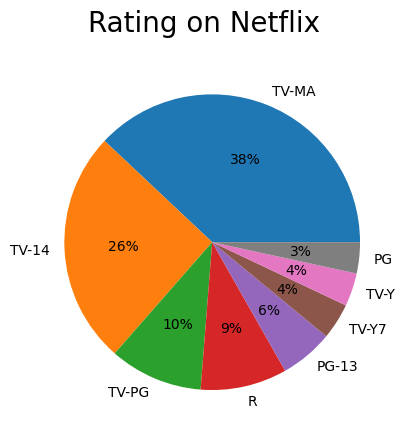 Rating on Netflix
TV-MA
38%
TV-14
26%
TV-PG
10%
R
9%
PG-13
6%
TV-Y7
4%
TV-Y
4%
PG
3%